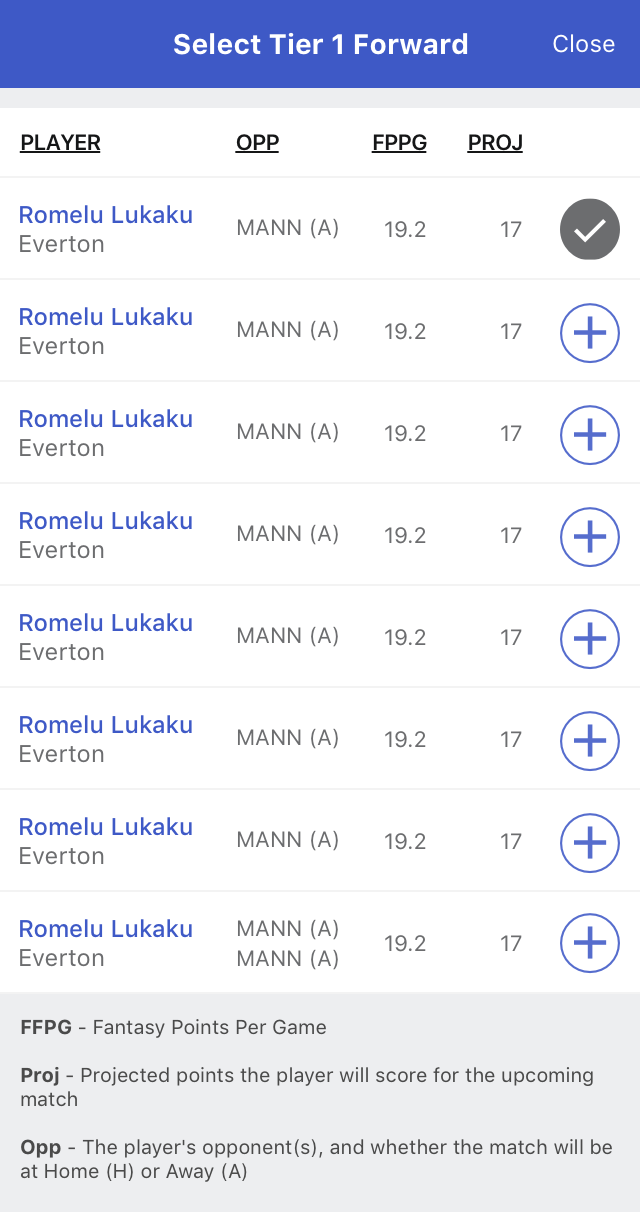 Select Tier 1 Forward Close
PLAYER OPP FPPG PROJ
Romelu Lukaku
Everton
MANN (A) 19.2 17
Romelu Lukaku
Everton
MANN (A) 19.2 17
Romelu Lukaku
Everton
MANN (A) 19.2 17
Romelu Lukaku
Everton
MANN (A) 19.2 17
Romelu Lukaku
Everton
MANN (A) 19.2 17
Romelu Lukaku
Everton
MANN (A) 19.2 17
Romelu Lukaku
Everton
MANN (A) 19.2 17
Romelu Lukaku
Everton
MANN (A)
MANN (A)
19.2 17
FFPG - Fantasy Points Per Game
Proj - Projected points the player will score for the upcoming
match
Opp - The player's opponent(s), and whether the match will be
at Home (H) or Away (A)